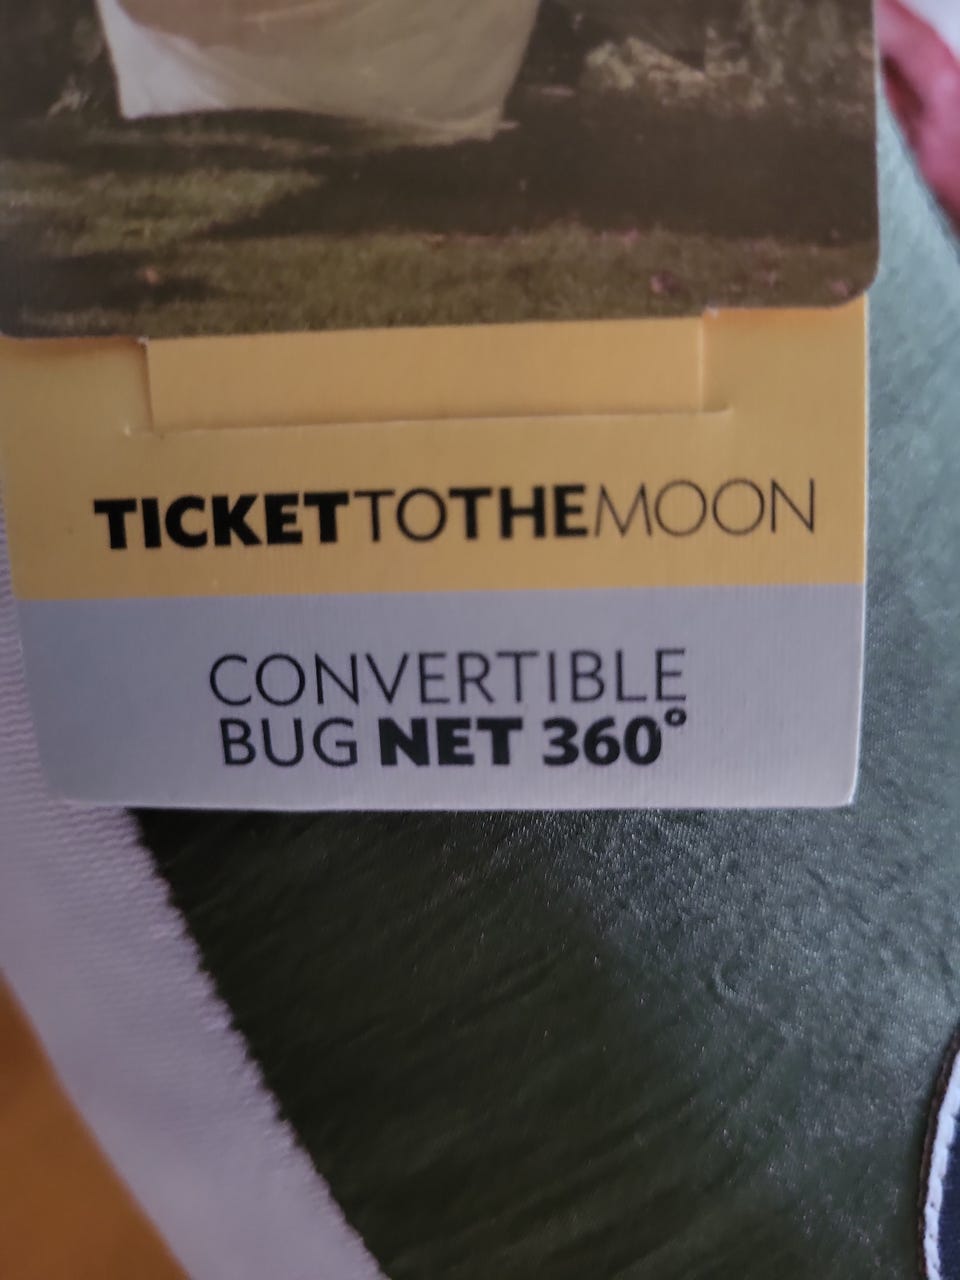 TICKETTOTHEMOON
CONVERTIBLE
BUG NET 360°